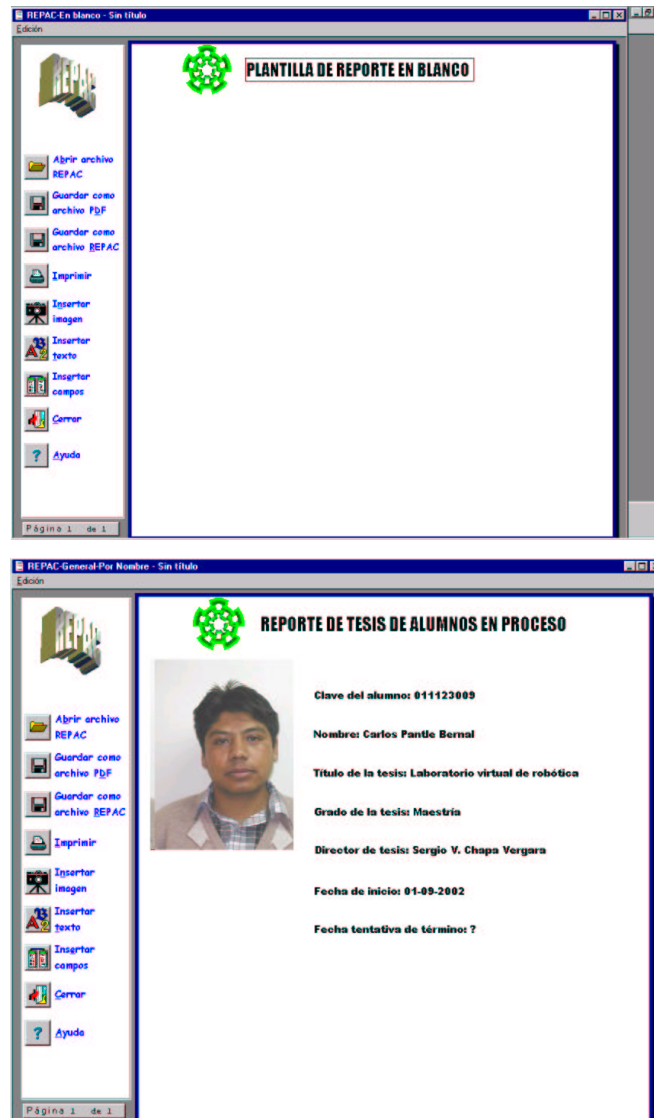 REPAC-En blanco - Sin título
Edición
REPAC
PLANTILLA DE REPORTE EN BLANCO
Abrir archivo
REPAC
Guardar como
archivo PDF
Guardar como
archivo REPAC
Imprimir
Insertar
imagen
Insertar
texto
Insertar
campos
Cerrar
Ayuda
Página 1 de 1
REPAC-General-Por Nombre - Sin título
Edición
REPAC
REPORTE DE TESIS DE ALUMNOS EN PROCESO
Abrir archivo
REPAC
Guardar como
archivo PDF
Guardar como
archivo REPAC
Imprimir
Insertar
imagen
Insertar
texto
Insertar
campos
Cerrar
Ayuda
Página 1 de 1
Clave del alumno: 011123009
Nombre: Carlos Pantle Bernal
Título de la tesis: Laboratorio virtual de robótica
Grado de la tesis: Maestría
Director de tesis: Sergio V. Chapa Vergara
Fecha de inicio: 01-09-2002
Fecha tentativa de término: ?